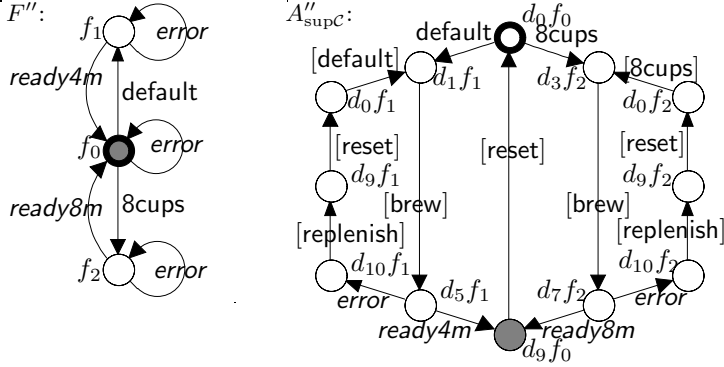 F″:
f₁
error
ready4m
default
f₀
error
ready8m
8cups
f₂
error
A″supC:
d₀f₀
default
8cups
[default]
d₁f₁
d₃f₂
[8cups]
d₀f₁
d₀f₂
[reset]
[reset]
[reset]
d₉f₁
d₉f₂
[brew]
[brew]
[replenish]
[replenish]
d₁₀f₁
d₁₀f₂
error
d₅f₁
d₇f₂
error
ready4m
ready8m
d₉f₀